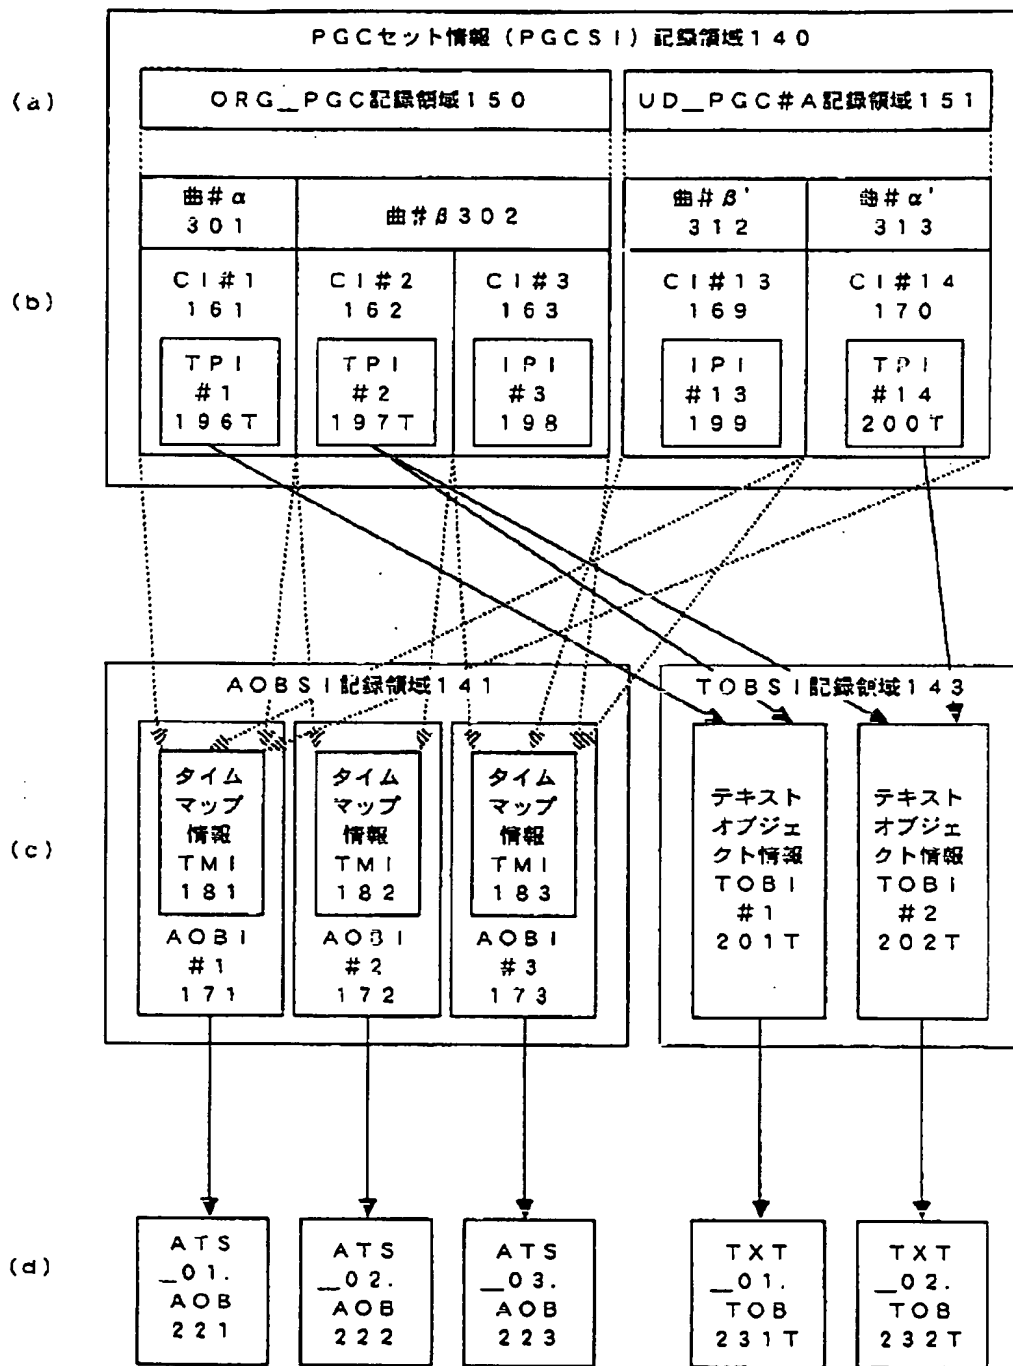 PGCセット情報(PGCSI)記録領域140
(a)
ORG__PGC記録領域150
UD__PGC#A記録領域151
曲#α
301
曲#β302
曲#β'
312
曲#α'
313
(b)
CI#1
161
CI#2
162
CI#3
163
CI#13
169
CI#14
170
TPI
#1
196T
TPI
#2
197T
IPI
#3
198
IPI
#13
199
TPI
#14
200T
AOBSI記録領域141
TOBSI記録領域143
(c)
タイム
マップ
情報
TMI
181
AOBI
#1
171
タイム
マップ
情報
TMI
182
AOBI
#2
172
タイム
マップ
情報
TMI
183
AOBI
#3
173
テキスト
オブジェ
クト情報
TOBI
#1
201T
テキスト
オブジェ
クト情報
TOBI
#2
202T
(d)
ATS
__01.
AOB
221
ATS
__02.
AOB
222
ATS
__03.
AOB
223
TXT
__01.
TOB
231T
TXT
__02.
TOB
232T